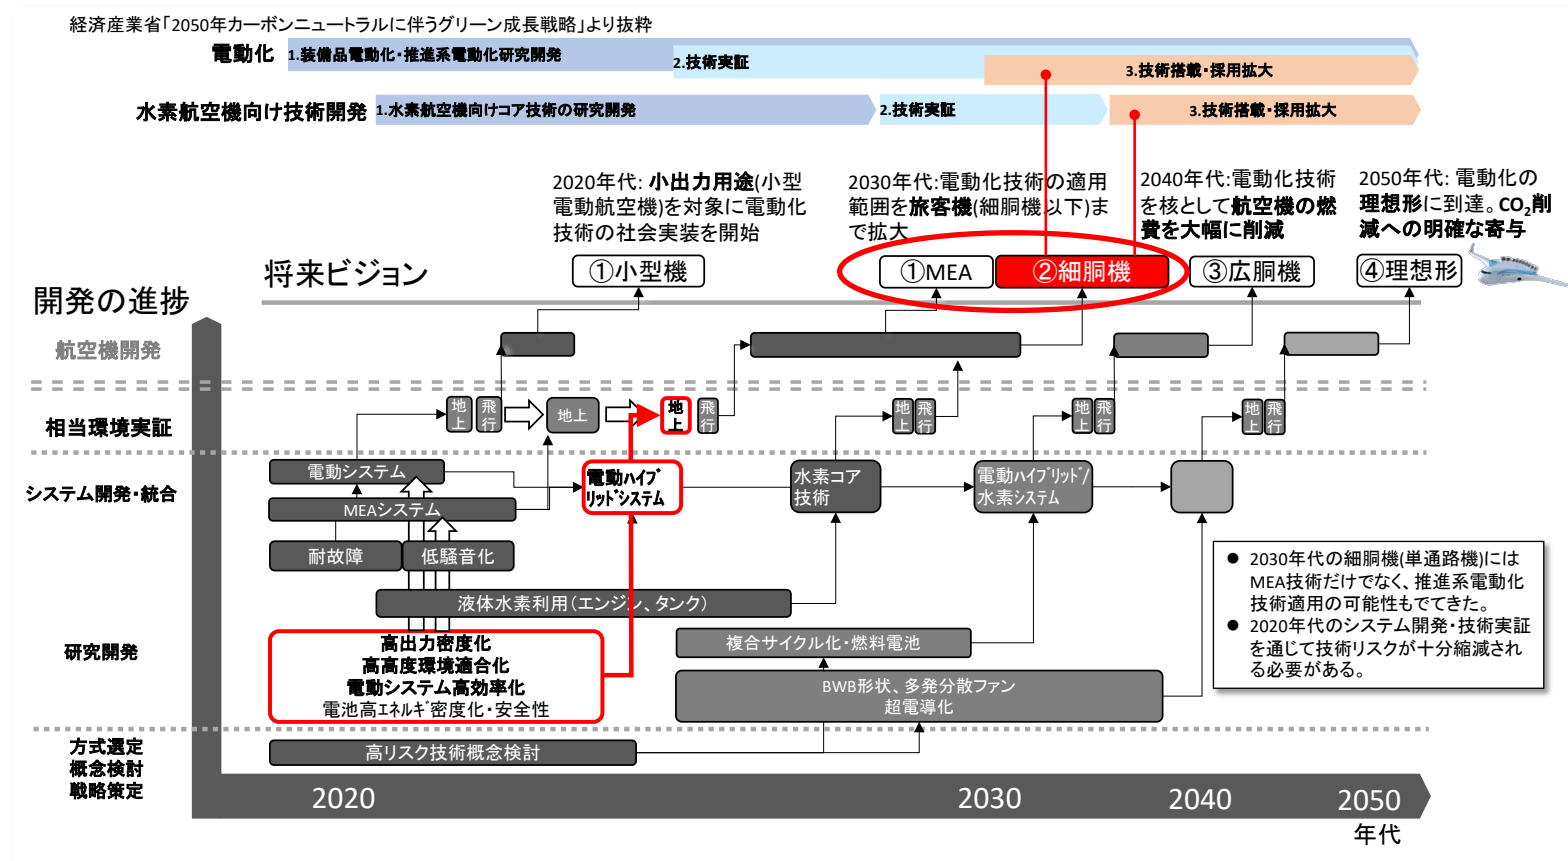 経済産業省「2050年カーボンニュートラルに伴うグリーン成長戦略」より抜粋
電動化
1.装備品電動化・推進系電動化研究開発
2.技術実証
3.技術搭載・採用拡大
水素航空機向け技術開発
1.水素航空機向けコア技術の研究開発
2.技術実証
3.技術搭載・採用拡大
2020年代: 小出力用途(小型
電動航空機)を対象に電動化
技術の社会実装を開始
2030年代:電動化技術の適用
範囲を旅客機(細胴機以下)ま
で拡大
2040年代:電動化技術
を核として航空機の燃
費を大幅に削減
2050年代: 電動化の
理想形に到達。CO2削
減への明確な寄与
将来ビジョン
①小型機
①MEA
②細胴機
③広胴機
④理想形
開発の進捗
航空機開発
相当環境実証
地上
飛行
地上
地上
飛行
地上
飛行
地上
飛行
地上
飛行
システム開発・統合
電動システム
MEAシステム
耐故障
低騒音化
電動ハイブ
リッドシステム
水素コア
技術
電動ハイブリッド/
水素システム
液体水素利用(エンジン、タンク)
研究開発
高出力密度化
高高度環境適合化
電動システム高効率化
電池高エネルギ密度化・安全性
複合サイクル化・燃料電池
BWB形状、多発分散ファン
超電導化
● 2030年代の細胴機(単通路機)には
MEA技術だけでなく、推進系電動化
技術適用の可能性もでてきた。
● 2020年代のシステム開発・技術実証
を通じて技術リスクが十分縮減され
る必要がある。
方式選定
概念検討
戦略策定
高リスク技術概念検討
2020
2030
2040
2050
年代